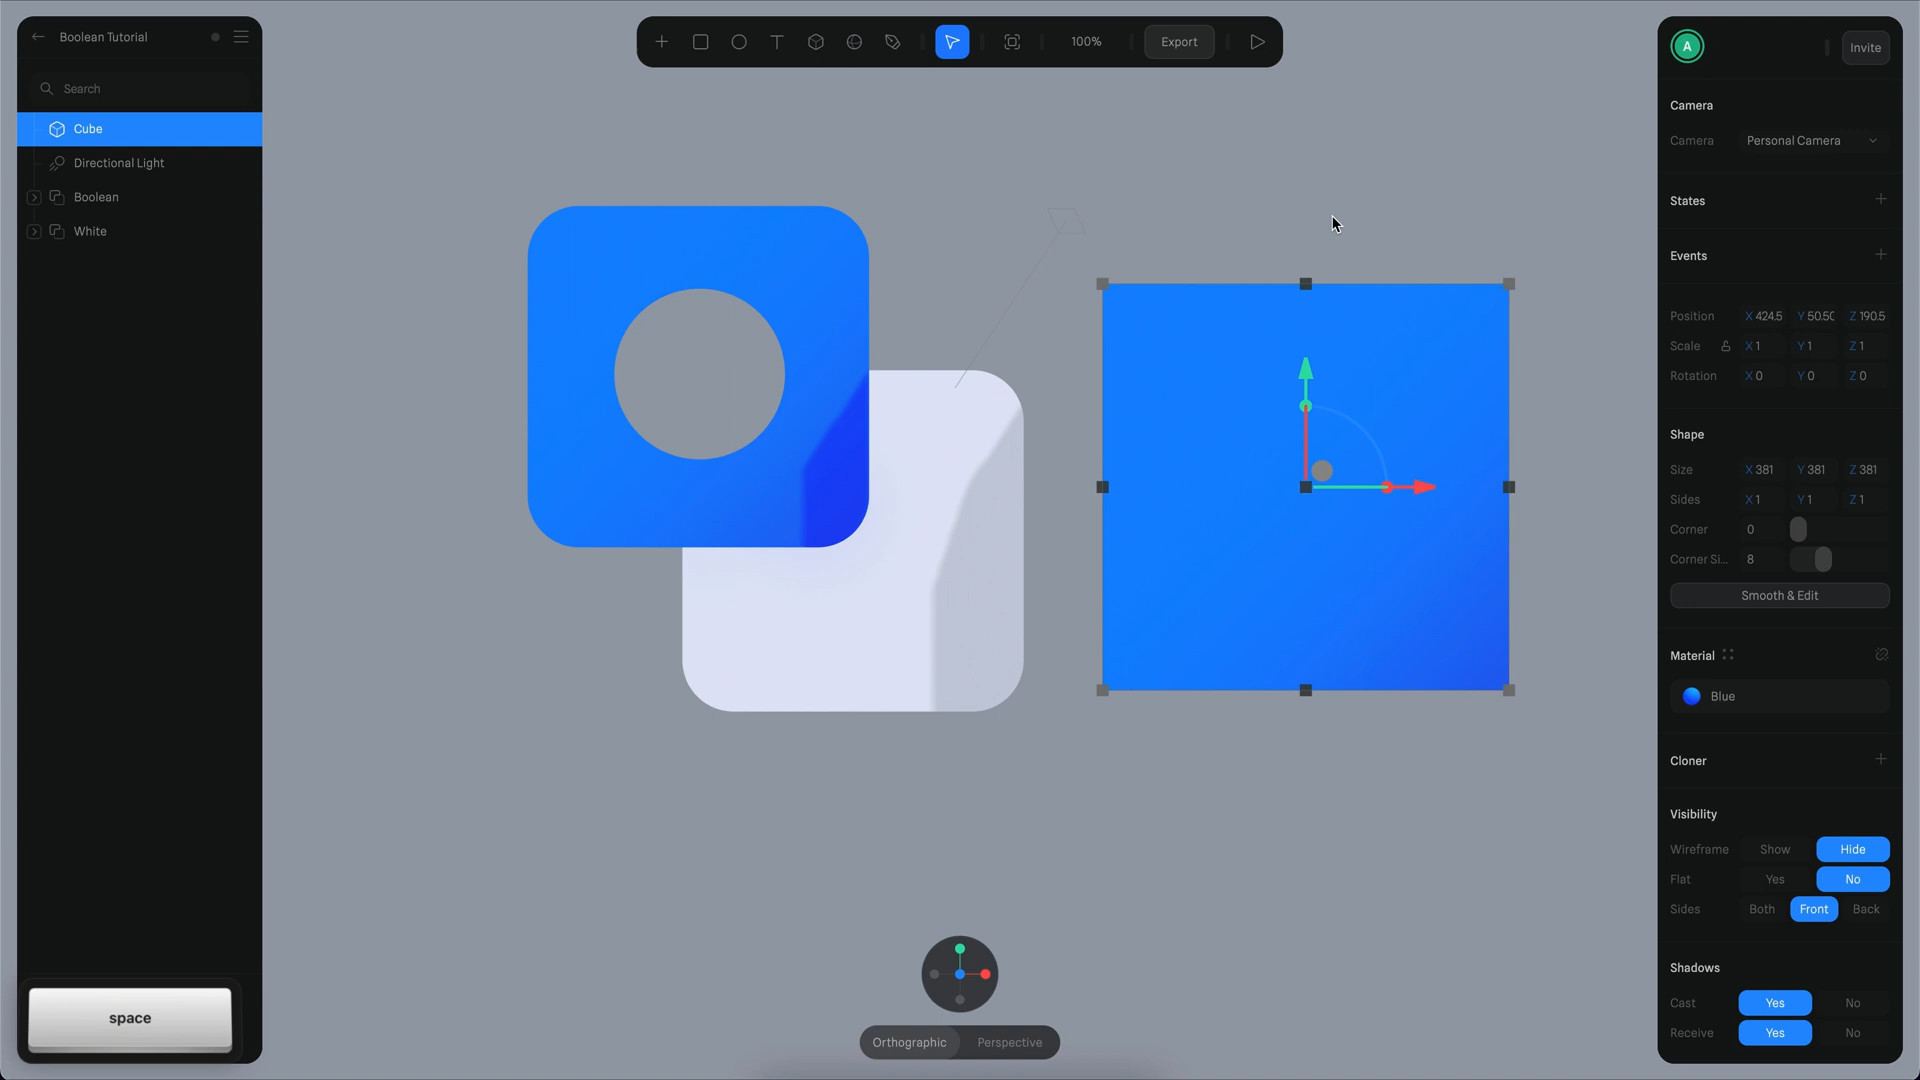 Boolean Tutorial
Search
Cube
Directional Light
Boolean
White
space
100%
Export
Orthographic
Perspective
A
Invite
Camera
Camera Personal Camera
States
Events
Position X 424.5 Y 50.50 Z 190.5
Scale X 1 Y 1 Z 1
Rotation X 0 Y 0 Z 0
Shape
Size X 381 Y 381 Z 381
Sides X 1 Y 1 Z 1
Corner 0
Corner Si... 8
Smooth & Edit
Material
Blue
Cloner
Visibility
Wireframe Show Hide
Flat Yes No
Sides Both Front Back
Shadows
Cast Yes No
Receive Yes No